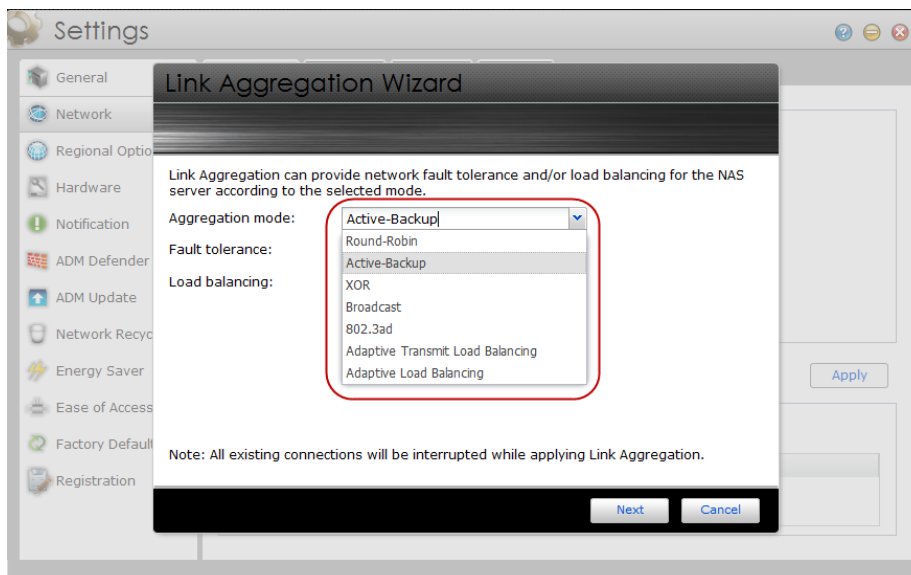 Settings
General
Network
Regional Optio
Hardware
Notification
ADM Defender
ADM Update
Network Recyc
Energy Saver
Ease of Access
Factory Default
Registration
Link Aggregation Wizard
Link Aggregation can provide network fault tolerance and/or load balancing for the NAS
server according to the selected mode.
Aggregation mode: Active-Backup
Fault tolerance:
Load balancing:
Round-Robin
Active-Backup
XOR
Broadcast
802.3ad
Adaptive Transmit Load Balancing
Adaptive Load Balancing
Note: All existing connections will be interrupted while applying Link Aggregation.
Next Cancel
Apply